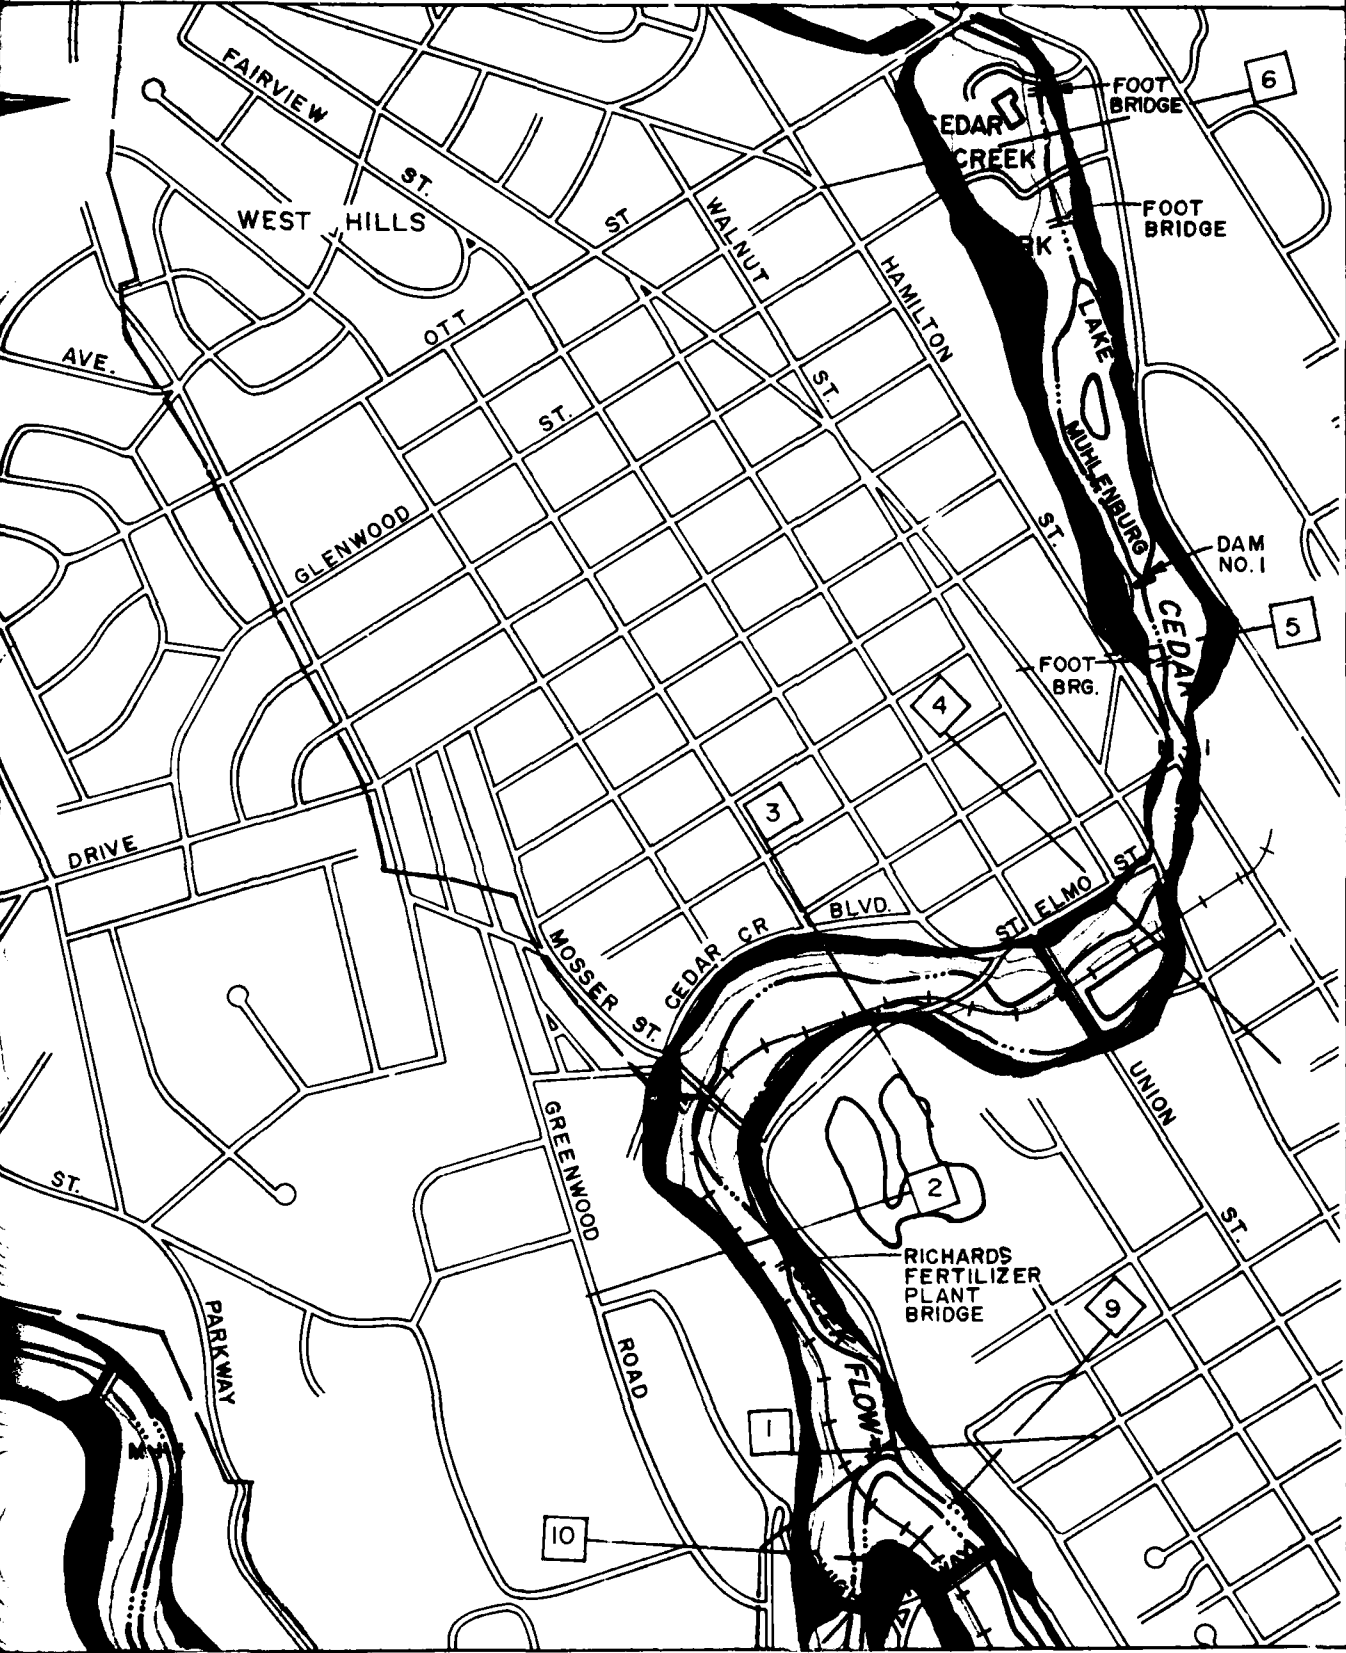 FAIRVIEW
ST.
WEST HILLS
AVE.
OTT
ST
WALNUT
ST.
HAMILTON
ST.
GLENWOOD
ST.
EDAR
CREEK
RK
FOOT
BRIDGE
6
FOOT
BRIDGE
LAKE
MUHLENBURG
DAM
NO. 1
CEDAR
5
FOOT
BRG.
4
3
DRIVE
BLVD.
ST. ELMO ST.
CEDAR CR
MOSSER ST.
UNION
ST.
GREENWOOD
ROAD
ST.
PARKWAY
2
RICHARDS
FERTILIZER
PLANT
BRIDGE
9
FLOW
1
10